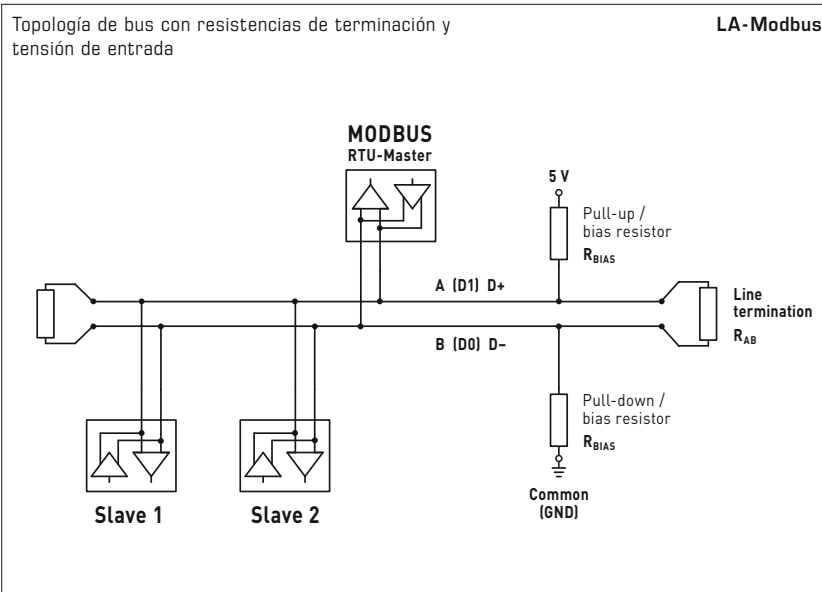 Topología de bus con resistencias de terminación y
tensión de entrada
LA-Modbus
MODBUS
RTU-Master
5 V
Pull-up /
bias resistor
RBIAS
A (D1) D+
Line
termination
RAB
B (D0) D–
Pull-down /
bias resistor
RBIAS
Common
(GND)
Slave 1
Slave 2